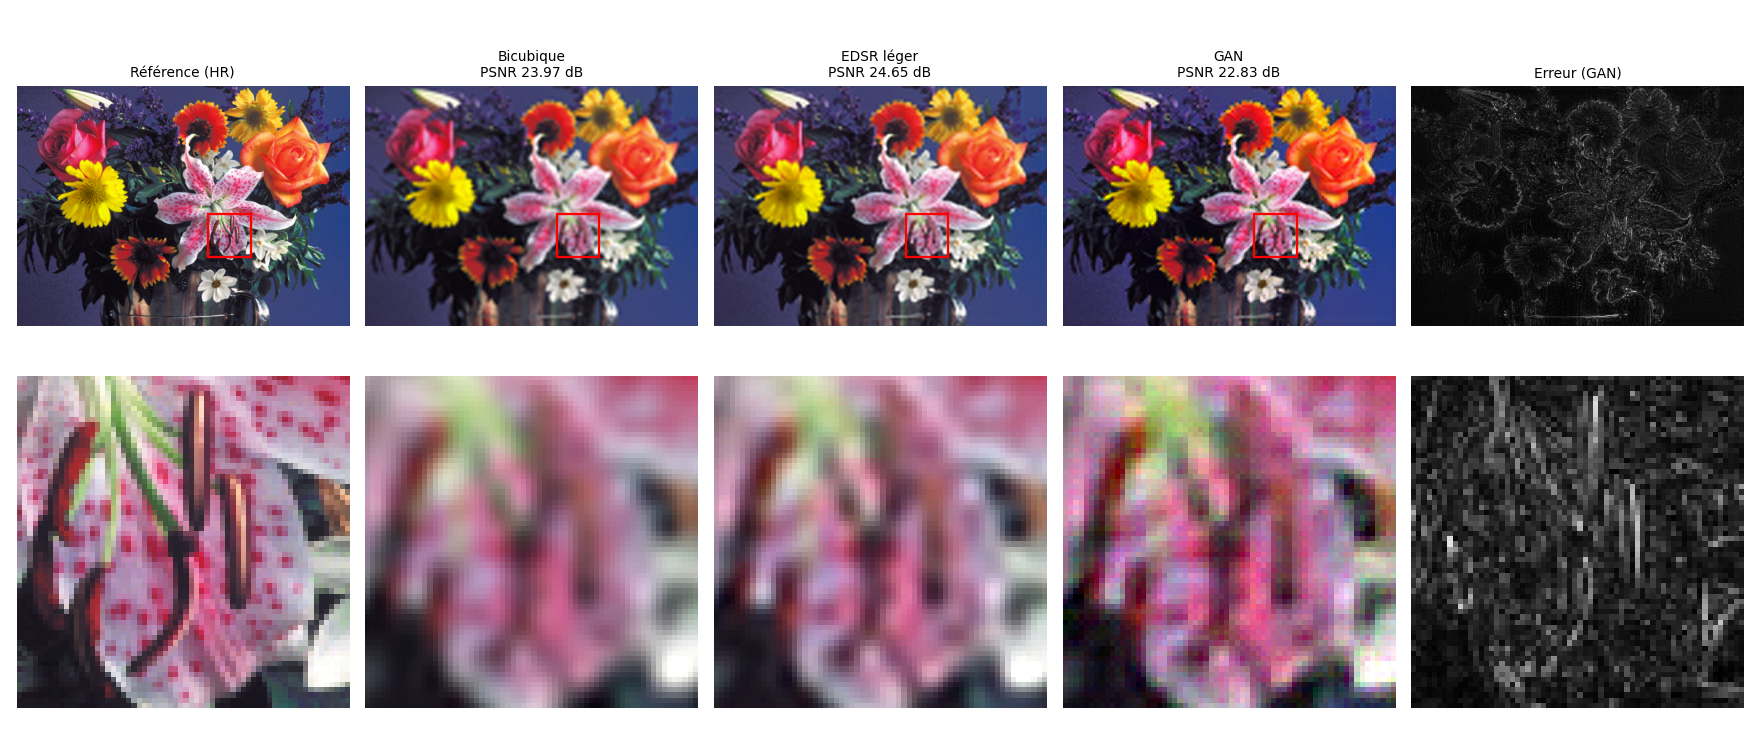 Référence (HR)
Bicubique
PSNR 23.97 dB
EDSR léger
PSNR 24.65 dB
GAN
PSNR 22.83 dB
Erreur (GAN)